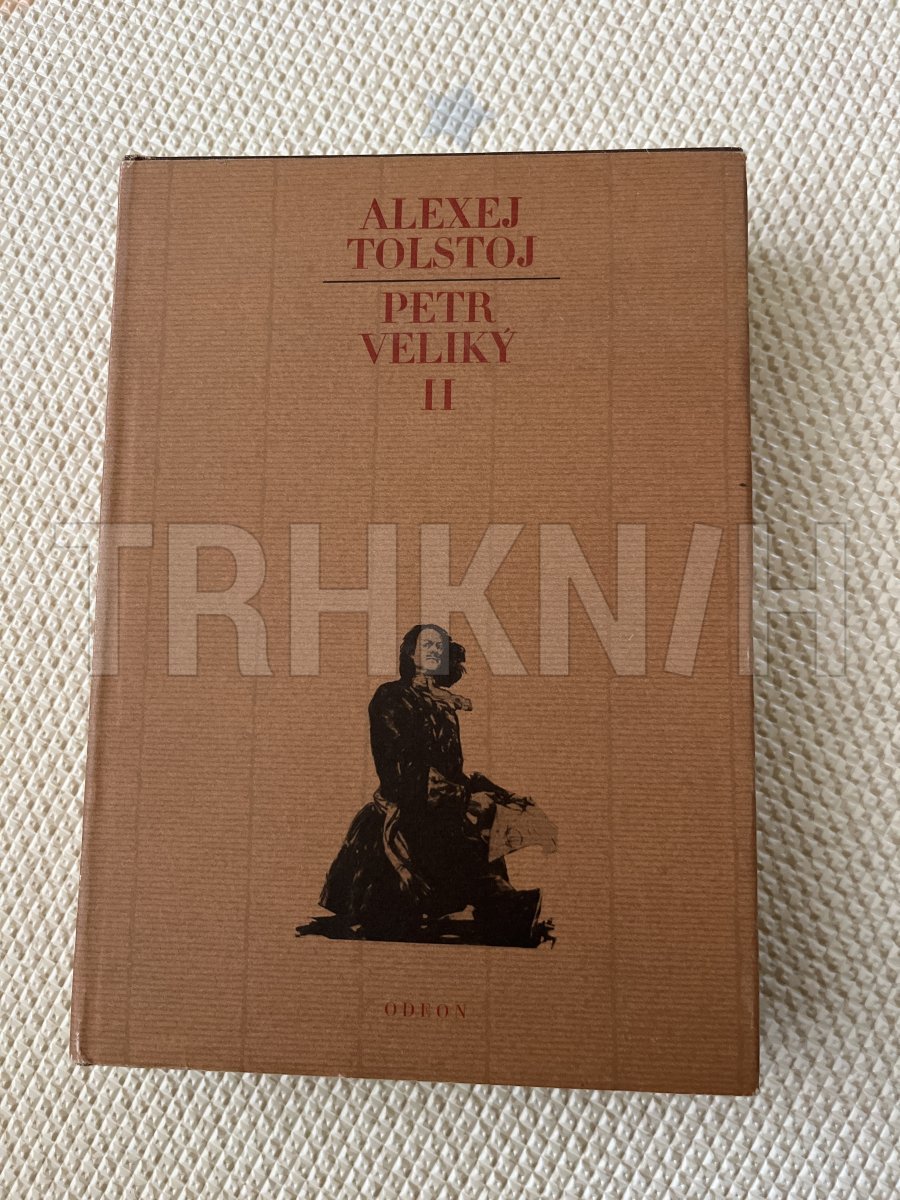 ALEXEJ
TOLSTOJ
PETR
VELIKÝ
II
TRHKNIH
ODEON